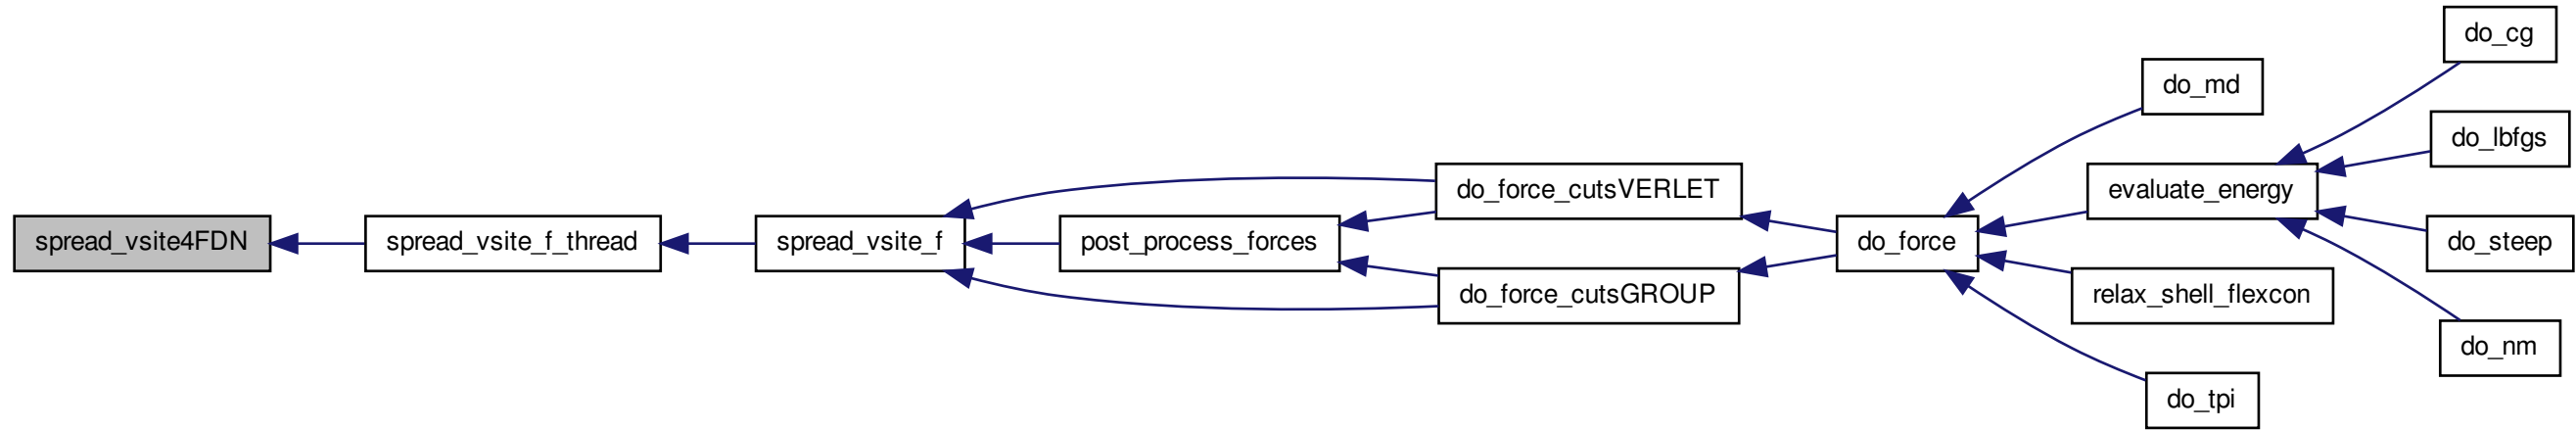 spread_vsite4FDN
spread_vsite_f_thread
spread_vsite_f
post_process_forces
do_force_cutsVERLET
do_force_cutsGROUP
do_force
do_md
evaluate_energy
relax_shell_flexcon
do_tpi
do_cg
do_lbfgs
do_steep
do_nm